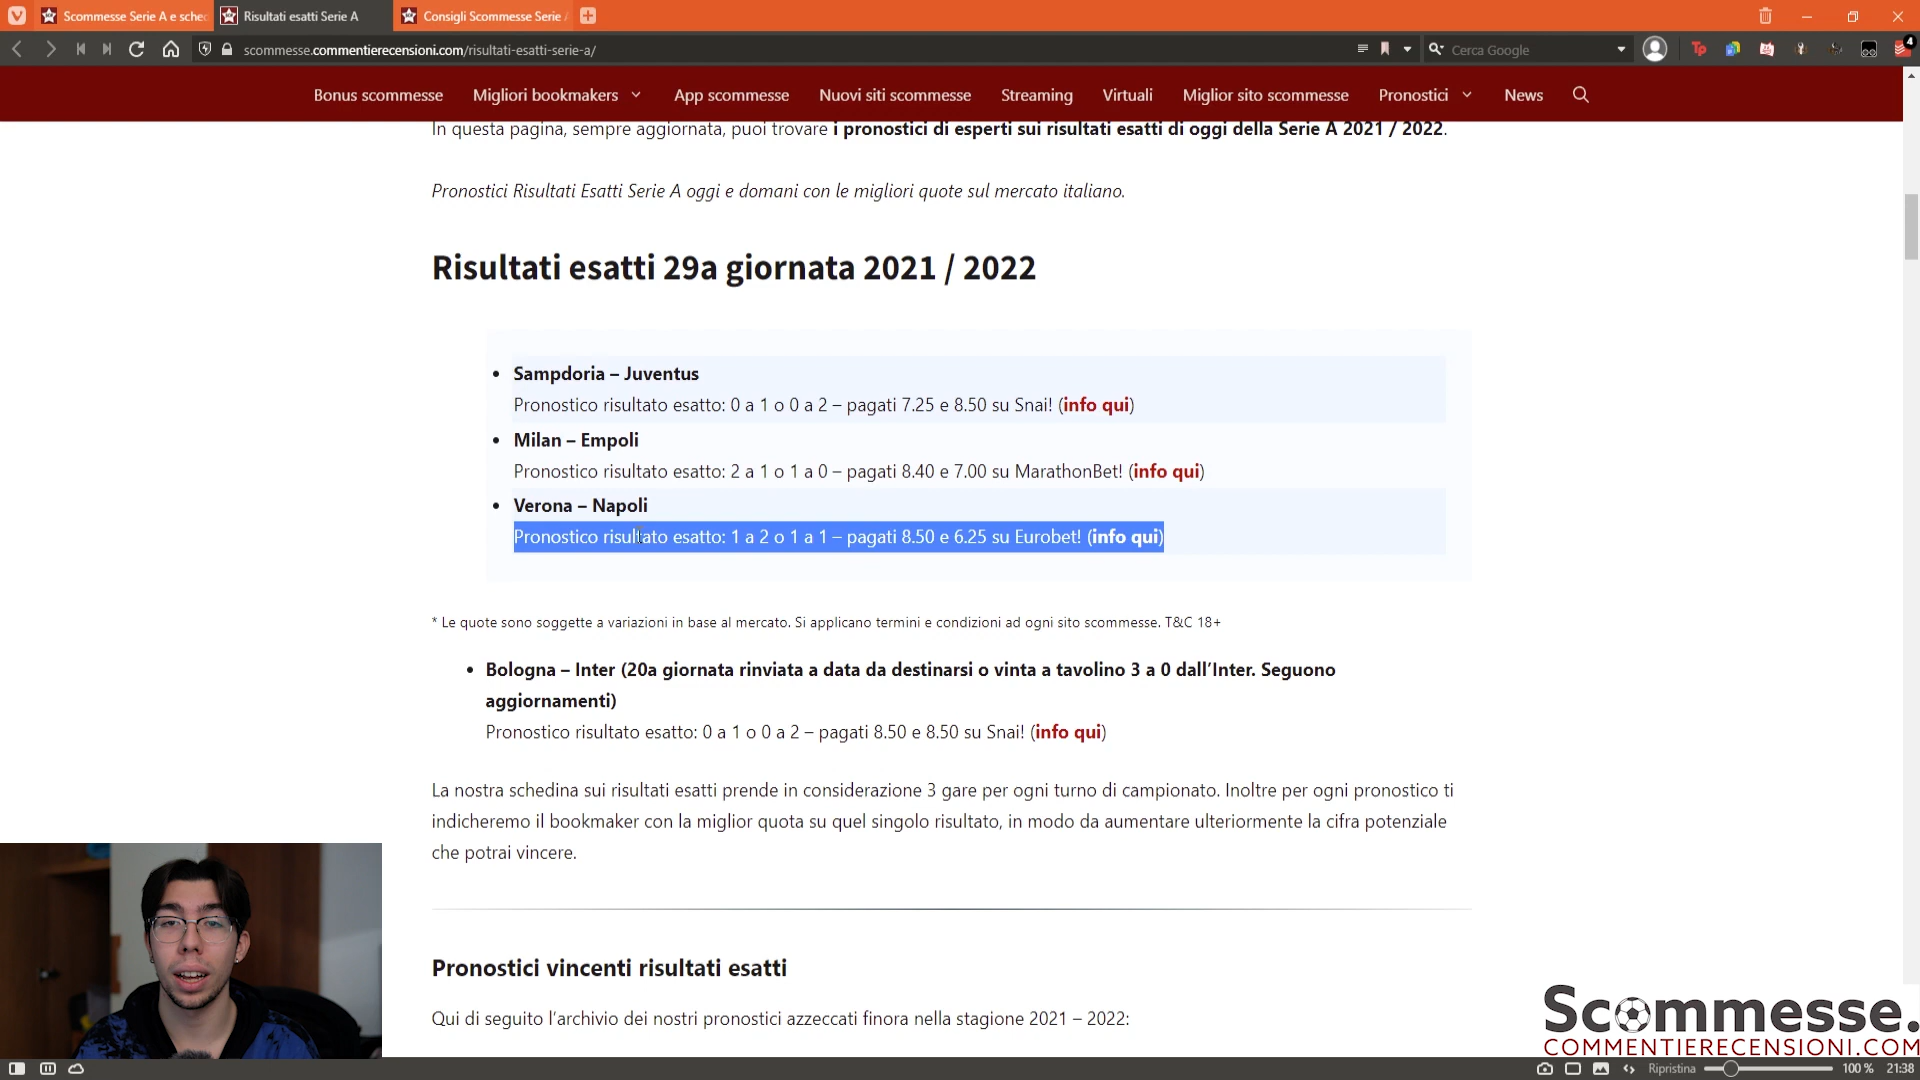 Scommesse Serie A e sche
Risultati esatti Serie A
Consigli Scommesse Serie
scommesse.commentierecensioni.com/risultati-esatti-serie-a/
Cerca Google
Tp
4
Bonus scommesse
Migliori bookmakers
App scommesse
Nuovi siti scommesse
Streaming
Virtuali
Miglior sito scommesse
Pronostici
News
In questa pagina, sempre aggiornata, puoi trovare i pronostici di esperti sui risultati esatti di oggi della Serie A 2021 / 2022.
Pronostici Risultati Esatti Serie A oggi e domani con le migliori quote sul mercato italiano.
Risultati esatti 29a giornata 2021 / 2022
• Sampdoria – Juventus
Pronostico risultato esatto: 0 a 1 o 0 a 2 – pagati 7.25 e 8.50 su Snai! (info qui)
• Milan – Empoli
Pronostico risultato esatto: 2 a 1 o 1 a 0 – pagati 8.40 e 7.00 su MarathonBet! (info qui)
• Verona – Napoli
Pronostico risultato esatto: 1 a 2 o 1 a 1 – pagati 8.50 e 6.25 su Eurobet! (info qui)
* Le quote sono soggette a variazioni in base al mercato. Si applicano termini e condizioni ad ogni sito scommesse. T&C 18+
• Bologna – Inter (20a giornata rinviata a data da destinarsi o vinta a tavolino 3 a 0 dall'Inter. Seguono
aggiornamenti)
Pronostico risultato esatto: 0 a 1 o 0 a 2 – pagati 8.50 e 8.50 su Snai! (info qui)
La nostra schedina sui risultati esatti prende in considerazione 3 gare per ogni turno di campionato. Inoltre per ogni pronostico ti
indicheremo il bookmaker con la miglior quota su quel singolo risultato, in modo da aumentare ulteriormente la cifra potenziale
che potrai vincere.
Pronostici vincenti risultati esatti
Qui di seguito l'archivio dei nostri pronostici azzeccati finora nella stagione 2021 – 2022:
Scommesse.
COMMENTIERECENSIONI.COM
Ripristina
100 %
21:38